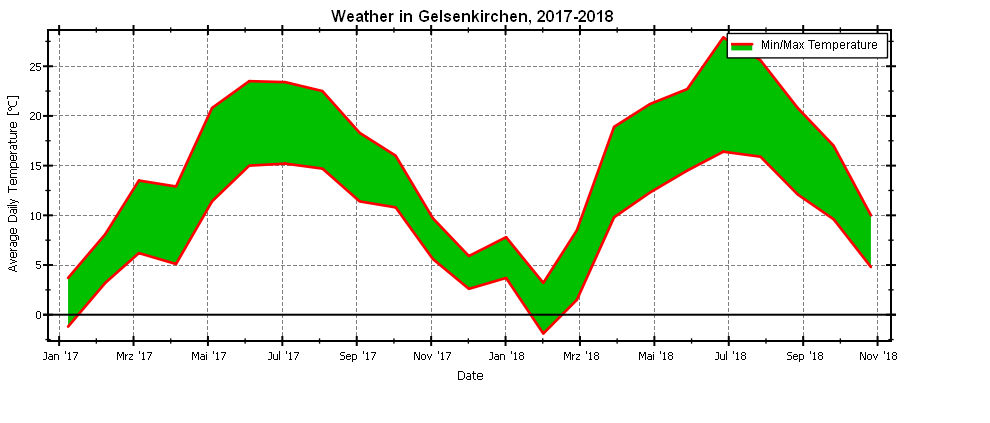 Weather in Gelsenkirchen, 2017-2018
Min/Max Temperature
Average Daily Temperature [°C]
25
20
15
10
5
0
Jan '17 Mrz '17 Mai '17 Jul '17 Sep '17 Nov '17 Jan '18 Mrz '18 Mai '18 Jul '18 Sep '18 Nov '18
Date